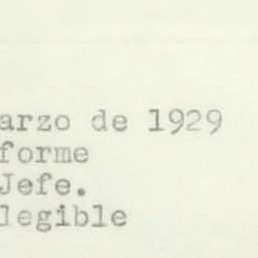 arzo de 1929
forme
Jefe.
legible